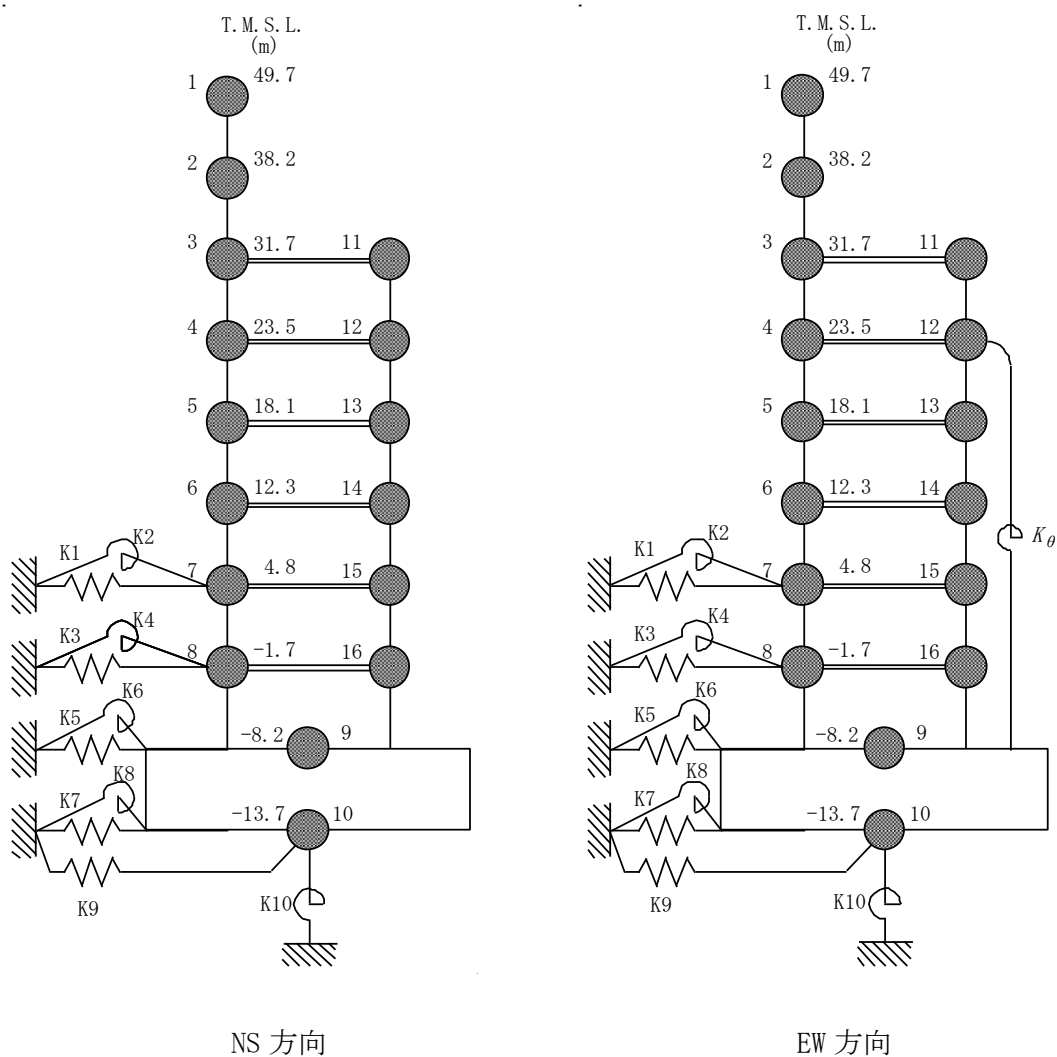 T.M.S.L.
(m)
1 49.7
2 38.2
3 31.7 11
4 23.5 12
5 18.1 13
6 12.3 14
K1 K2 7 4.8 15
K3 K4 8 -1.7 16
K5 K6 -8.2 9
K7 K8 -13.7 10
K9 K10
NS 方向
T.M.S.L.
(m)
1 49.7
2 38.2
3 31.7 11
4 23.5 12
5 18.1 13
6 12.3 14
Kθ
K1 K2 7 4.8 15
K3 K4 8 -1.7 16
K5 K6 -8.2 9
K7 K8 -13.7 10
K9 K10
EW 方向